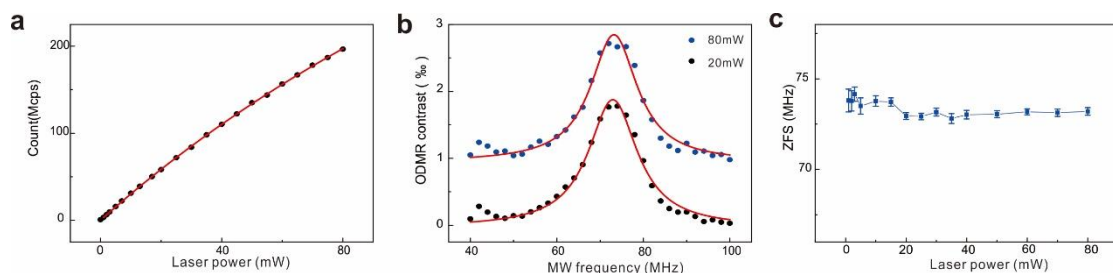 a
Count(Mcps)
200
100
0
0
40
80
Laser power (mW)
b
ODMR contrast ( ‰ )
3
2
1
0
80mW
20mW
40
60
80
100
MW frequency (MHz)
c
ZFS (MHz)
75
72
0
20
40
60
80
Laser power (mW)